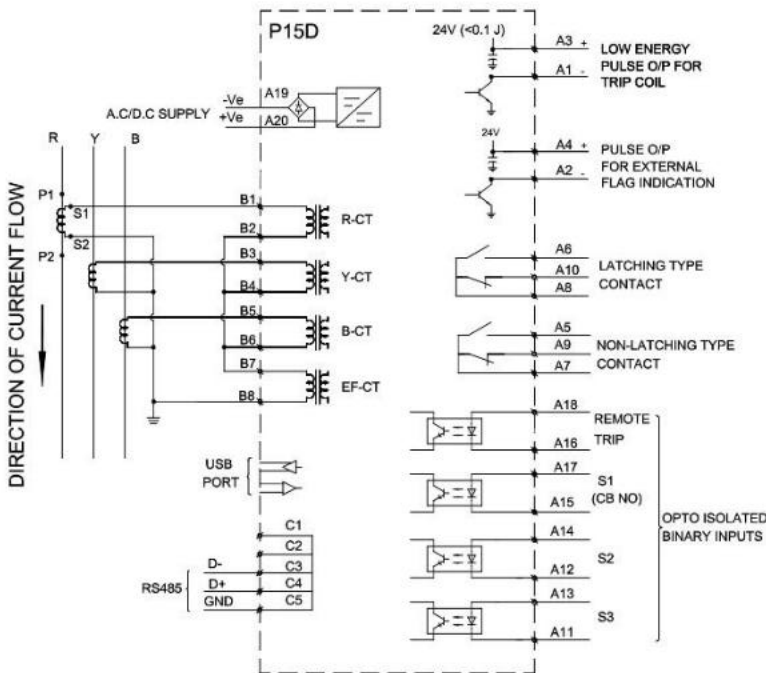 P15D
24V (<0.1 J)
A3 +
LOW ENERGY
A1 -
PULSE O/P FOR
TRIP COIL
-Ve
A19
A.C/D.C SUPPLY
+Ve
A20
24V
A4 +
PULSE O/P
A2 -
FOR EXTERNAL
FLAG INDICATION
R
Y
B
P1
S1
S2
P2
DIRECTION OF CURRENT FLOW
B1
B2
R-CT
B3
B4
Y-CT
B5
B6
B-CT
B7
B8
EF-CT
A6
A10
A8
LATCHING TYPE
CONTACT
A5
A9
A7
NON-LATCHING TYPE
CONTACT
A18
REMOTE
TRIP
A16
A17
S1
(CB NO)
A15
A14
S2
A12
A13
S3
A11
OPTO ISOLATED
BINARY INPUTS
USB
PORT
C1
C2
D-
C3
RS485
D+
C4
GND
C5